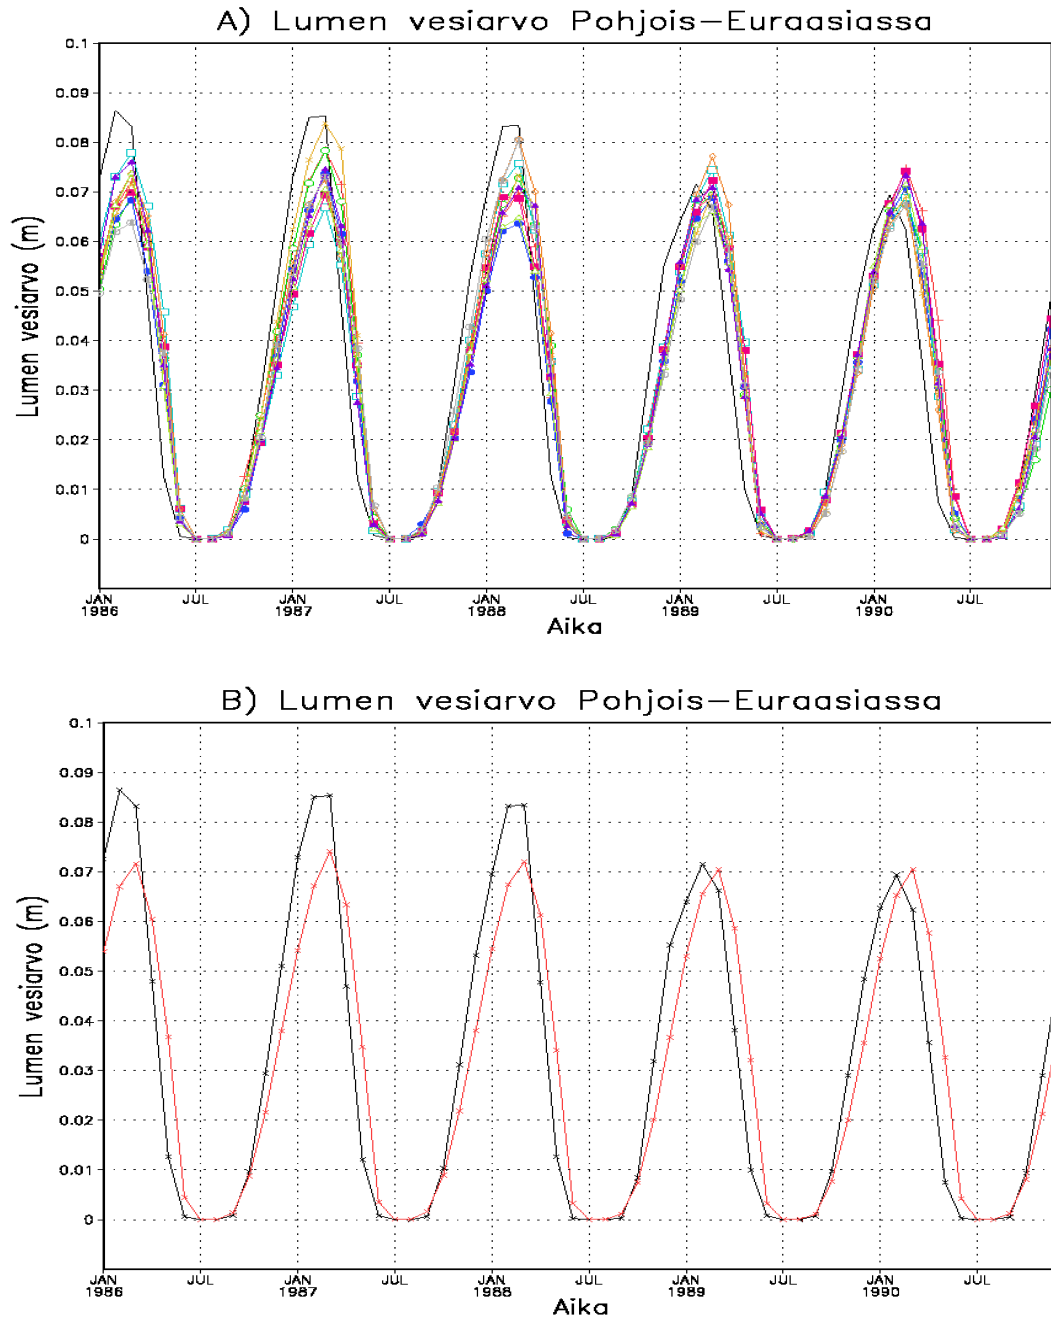 A) Lumen vesiarvo Pohjois-Euraasiassa
Lumen vesiarvo (m)
0.1
0.09
0.08
0.07
0.06
0.05
0.04
0.03
0.02
0.01
0
JAN JUL JAN JUL JAN JUL JAN JUL JAN JUL
1986 1987 1988 1989 1990
Aika
B) Lumen vesiarvo Pohjois-Euraasiassa
Lumen vesiarvo (m)
0.1
0.09
0.08
0.07
0.06
0.05
0.04
0.03
0.02
0.01
0
JAN JUL JAN JUL JAN JUL JAN JUL JAN JUL
1986 1987 1988 1989 1990
Aika